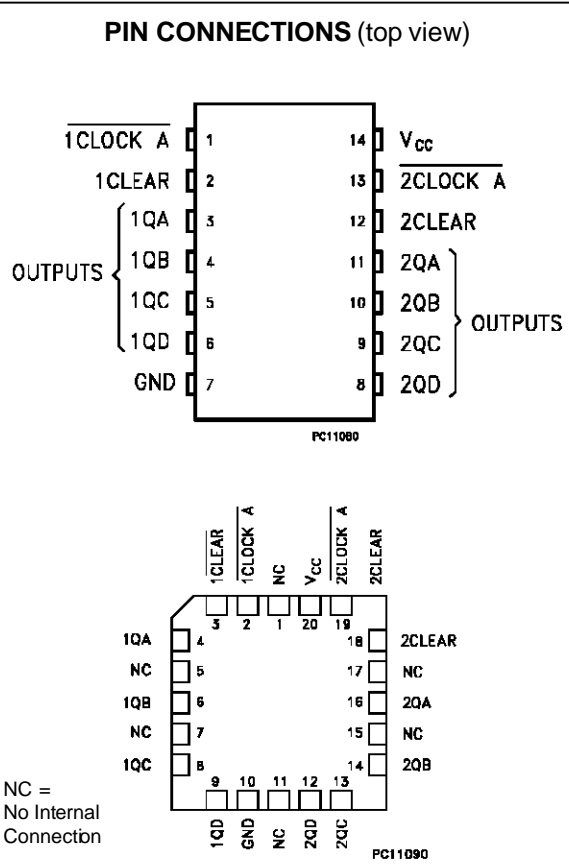 PIN CONNECTIONS (top view)
1CLOCK A 1 14 VCC
1CLEAR 2 13 2CLOCK A
1QA 3 12 2CLEAR
1QB 4 11 2QA
OUTPUTS OUTPUTS
1QC 5 10 2QB
1QD 6 9 2QC
GND 7 8 2QD
PC11080
1CLEAR 1CLOCK A NC VCC 2CLOCK A 2CLEAR
3 2 1 20 19
1QA 4 18 2CLEAR
NC 5 17 NC
1QB 6 16 2QA
NC 7 15 NC
1QC 8 14 2QB
9 10 11 12 13
1QD GND NC 2QD 2QC
NC =
No Internal
Connection
PC11090